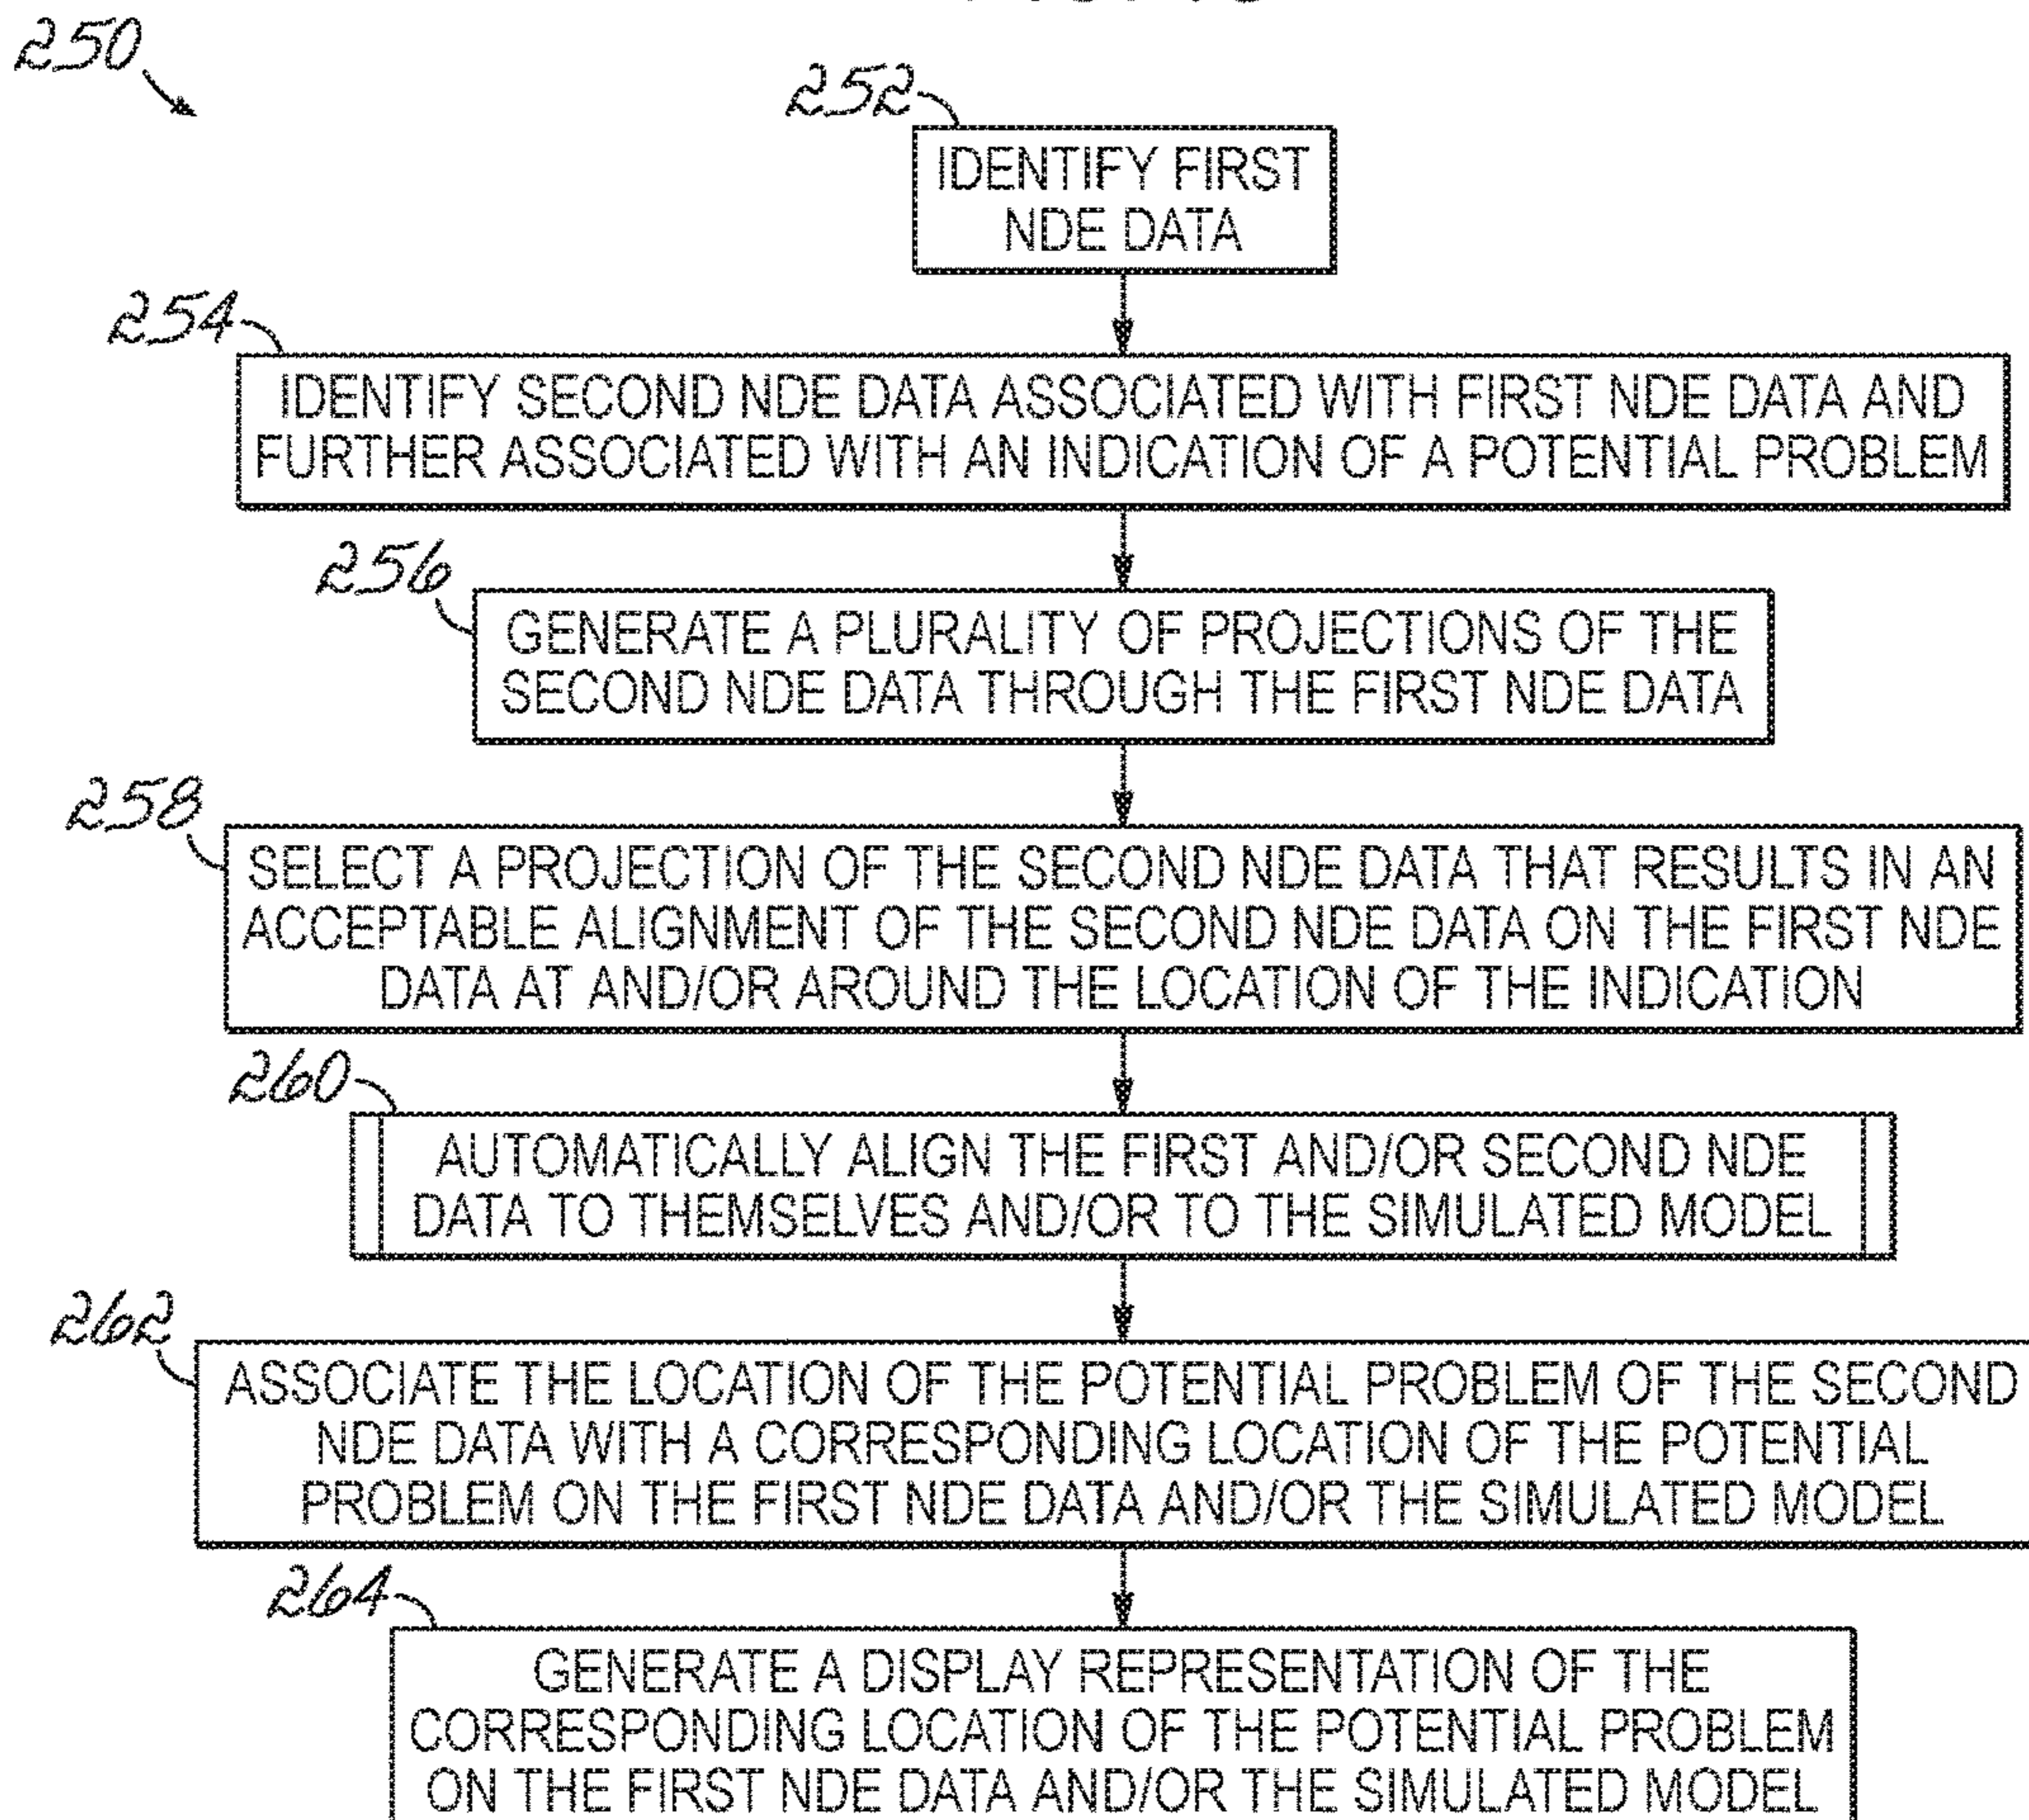 250
252
IDENTIFY FIRST
NDE DATA
254
IDENTIFY SECOND NDE DATA ASSOCIATED WITH FIRST NDE DATA AND
FURTHER ASSOCIATED WITH AN INDICATION OF A POTENTIAL PROBLEM
256
GENERATE A PLURALITY OF PROJECTIONS OF THE
SECOND NDE DATA THROUGH THE FIRST NDE DATA
258
SELECT A PROJECTION OF THE SECOND NDE DATA THAT RESULTS IN AN
ACCEPTABLE ALIGNMENT OF THE SECOND NDE DATA ON THE FIRST NDE
DATA AT AND/OR AROUND THE LOCATION OF THE INDICATION
260
AUTOMATICALLY ALIGN THE FIRST AND/OR SECOND NDE
DATA TO THEMSELVES AND/OR TO THE SIMULATED MODEL
262
ASSOCIATE THE LOCATION OF THE POTENTIAL PROBLEM OF THE SECOND
NDE DATA WITH A CORRESPONDING LOCATION OF THE POTENTIAL
PROBLEM ON THE FIRST NDE DATA AND/OR THE SIMULATED MODEL
264
GENERATE A DISPLAY REPRESENTATION OF THE
CORRESPONDING LOCATION OF THE POTENTIAL PROBLEM
ON THE FIRST NDE DATA AND/OR THE SIMULATED MODEL